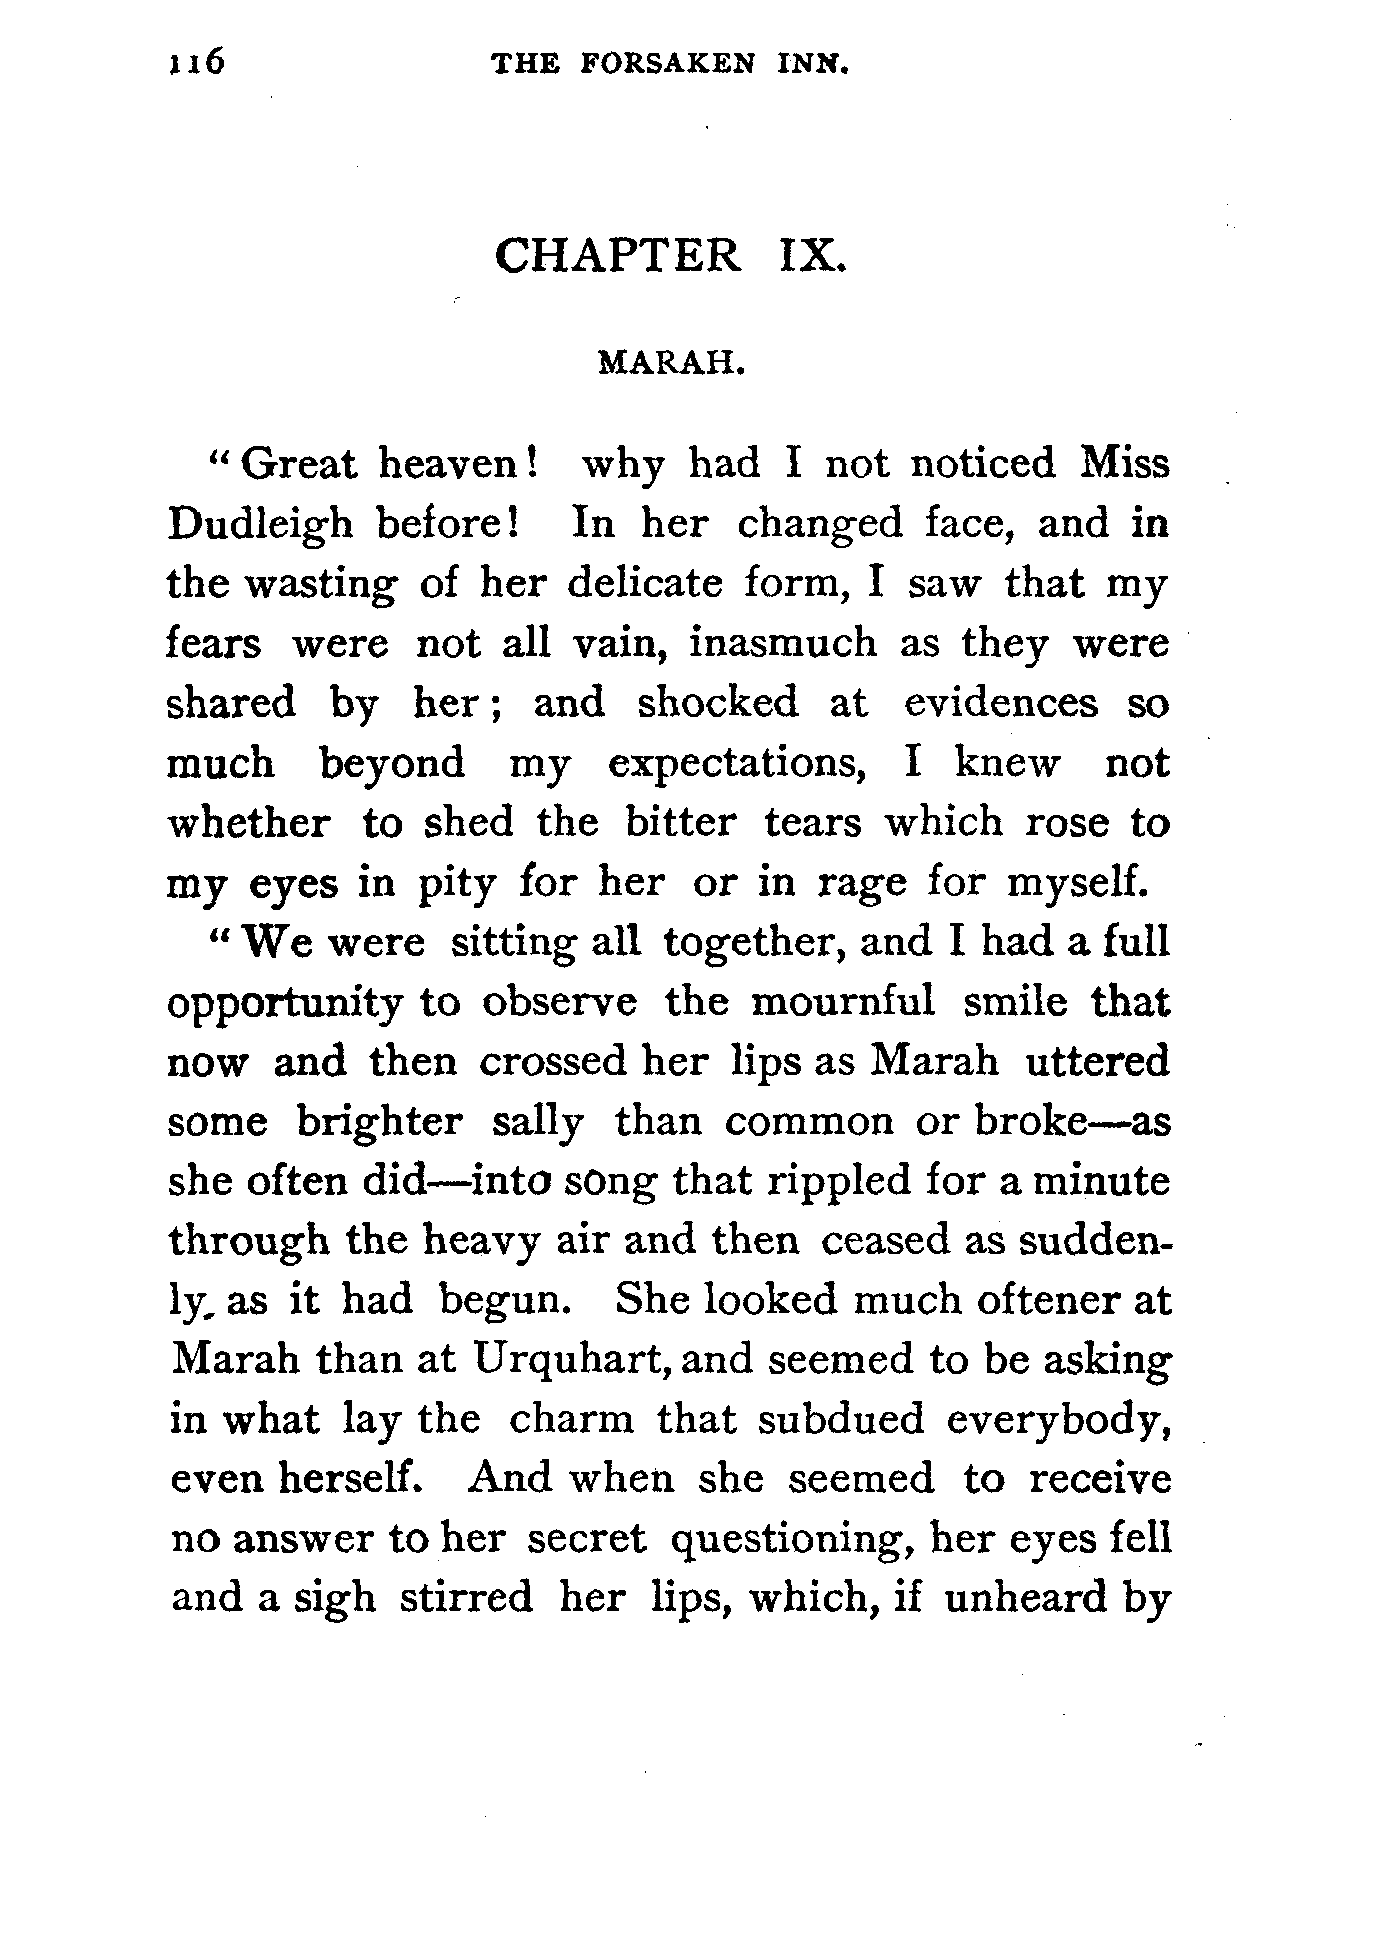 116 THE FORSAKEN INN.
CHAPTER IX.
MARAH.
“Great heaven! why had I not noticed Miss
Dudleigh before! In her changed face, and in
the wasting of her delicate form, I saw that my
fears were not all vain, inasmuch as they were
shared by her; and shocked at evidences so
much beyond my expectations, I knew not
whether to shed the bitter tears which rose to
my eyes in pity for her or in rage for myself.
“We were sitting all together, and I had a full
opportunity to observe the mournful smile that
now and then crossed her lips as Marah uttered
some brighter sally than common or broke—as
she often did—into song that rippled for a minute
through the heavy air and then ceased as sudden-
ly, as it had begun. She looked much oftener at
Marah than at Urquhart, and seemed to be asking
in what lay the charm that subdued everybody,
even herself. And when she seemed to receive
no answer to her secret questioning, her eyes fell
and a sigh stirred her lips, which, if unheard by